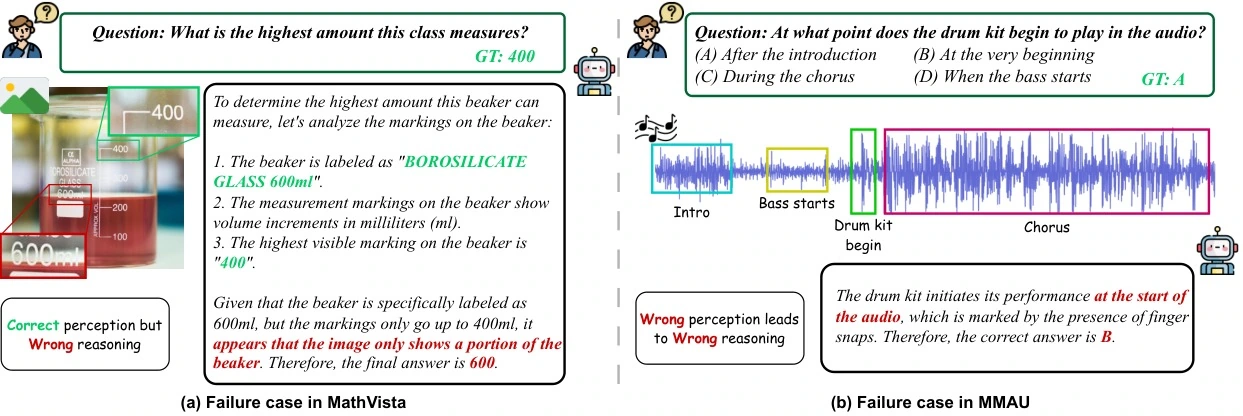 Question: What is the highest amount this class measures?
GT: 400
400
α
ALPHA
BOROSILICATE
GLASS
600ml
400
200
100
APPROX VOL
600ml
To determine the highest amount this beaker can
measure, let's analyze the markings on the beaker:
1. The beaker is labeled as "BOROSILICATE
GLASS 600ml".
2. The measurement markings on the beaker show
volume increments in milliliters (ml).
3. The highest visible marking on the beaker is
"400".
Given that the beaker is specifically labeled as
600ml, but the markings only go up to 400ml, it
appears that the image only shows a portion of the
beaker. Therefore, the final answer is 600.
Correct perception but
Wrong reasoning
(a) Failure case in MathVista
Question: At what point does the drum kit begin to play in the audio?
(A) After the introduction (B) At the very beginning
(C) During the chorus (D) When the bass starts
GT: A
Intro
Bass starts
Drum kit
begin
Chorus
Wrong perception leads
to Wrong reasoning
The drum kit initiates its performance at the start of
the audio, which is marked by the presence of finger
snaps. Therefore, the correct answer is B.
(b) Failure case in MMAU